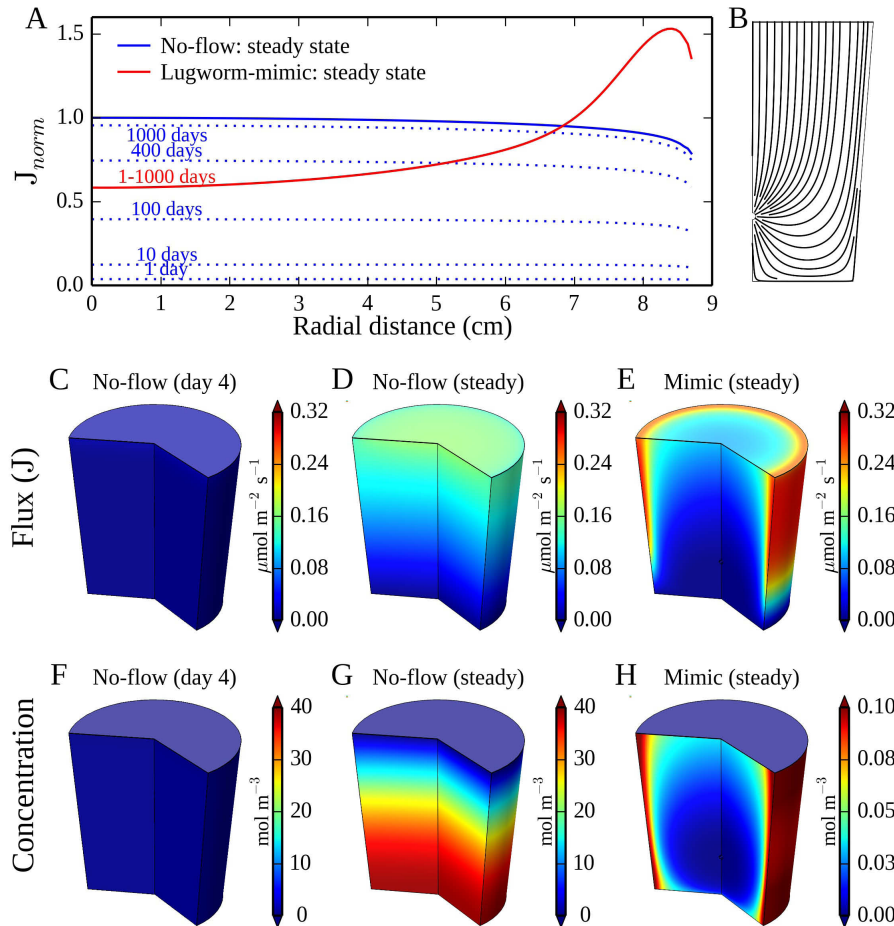 A
B
1.5
1.0
0.5
0.0
J_norm
No-flow: steady state
Lugworm-mimic: steady state
1000 days
400 days
1-1000 days
100 days
10 days
1 day
0 1 2 3 4 5 6 7 8 9
Radial distance (cm)
C No-flow (day 4)
D No-flow (steady)
E Mimic (steady)
Flux (J)
0.32 0.32 0.32
0.24 0.24 0.24
0.16 0.16 0.16
0.08 0.08 0.08
0.00 0.00 0.00
μmol m⁻² s⁻¹ μmol m⁻² s⁻¹ μmol m⁻² s⁻¹
F No-flow (day 4)
G No-flow (steady)
H Mimic (steady)
Concentration
40 40 0.10
30 30 0.08
20 20 0.05
10 10 0.03
0 0 0.00
mol m⁻³ mol m⁻³ mol m⁻³